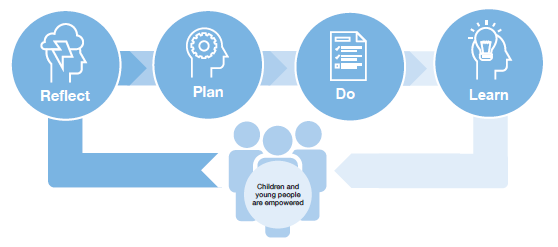 Reflect
Plan
Do
Learn
Children and
young people
are empowered